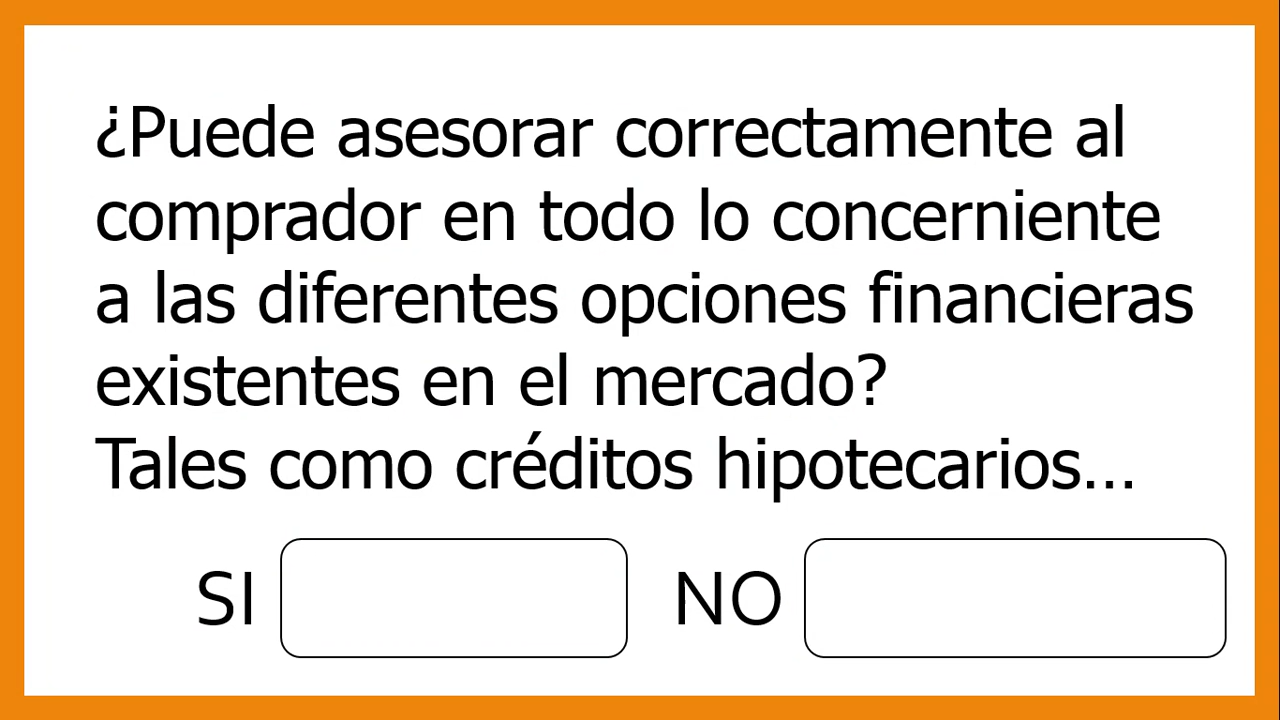 ¿Puede asesorar correctamente al
comprador en todo lo concerniente
a las diferentes opciones financieras
existentes en el mercado?
Tales como créditos hipotecarios...
SI NO